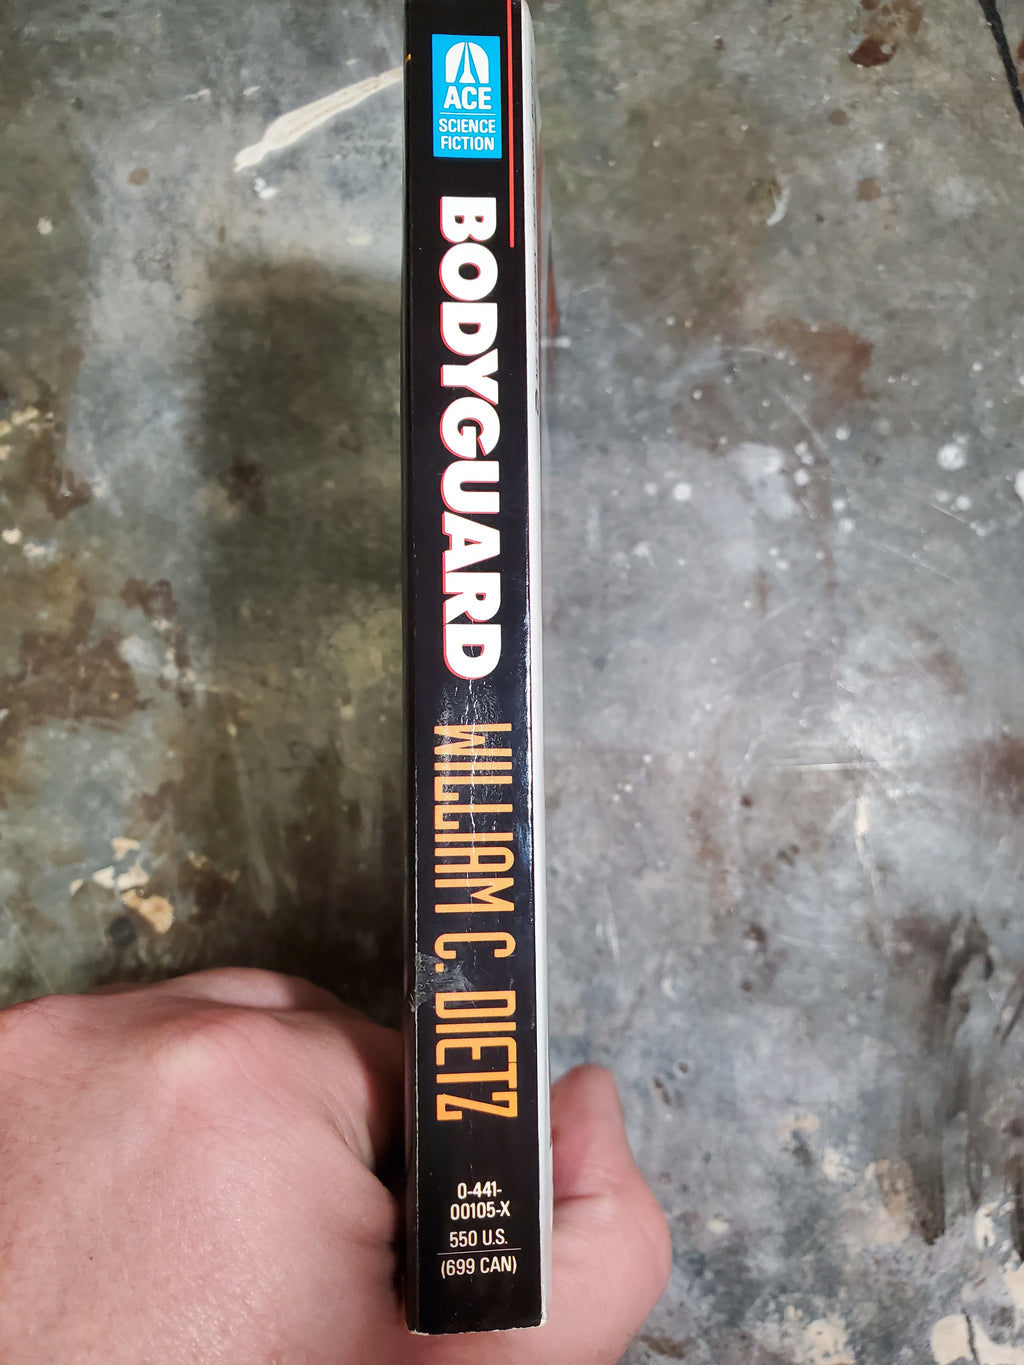 ACE
SCIENCE
FICTION
BODYGUARD
WILLIAM C. DIETZ
0-441-
00105-X
550 U.S.
(699 CAN)